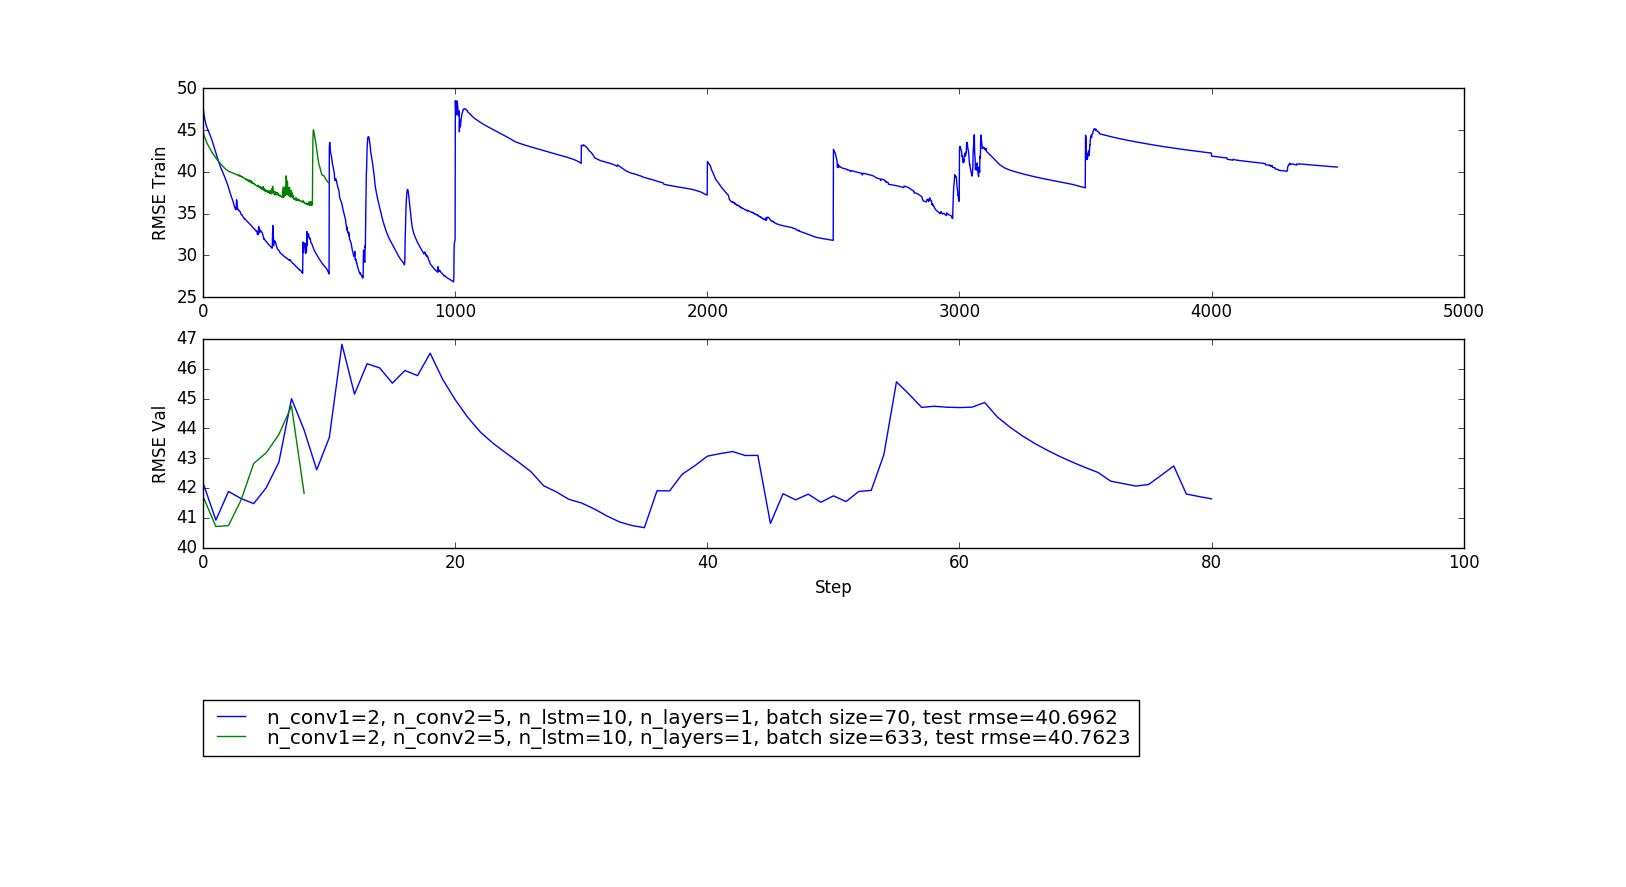 50
45
40
35
30
25
RMSE Train
0 1000 2000 3000 4000 5000
47
46
45
44
43
42
41
40
RMSE Val
0 20 40 60 80 100
Step
n_conv1=2, n_conv2=5, n_lstm=10, n_layers=1, batch size=70, test rmse=40.6962
n_conv1=2, n_conv2=5, n_lstm=10, n_layers=1, batch size=633, test rmse=40.7623